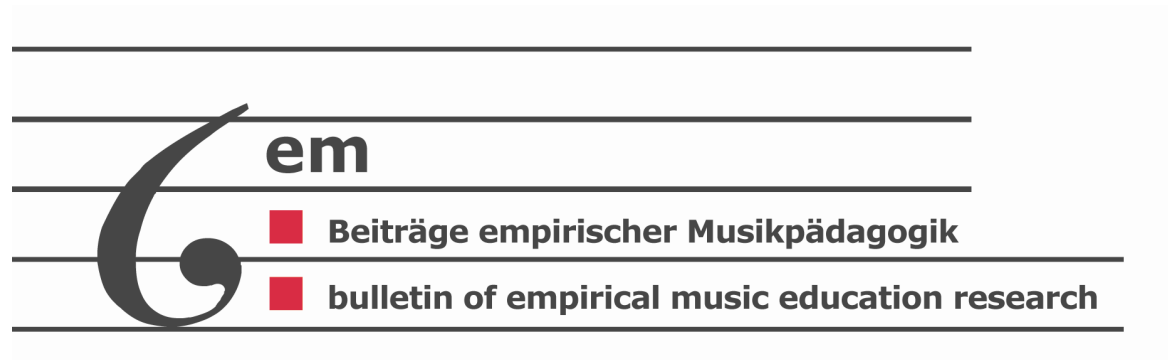 b em
Beiträge empirischer Musikpädagogik
bulletin of empirical music education research